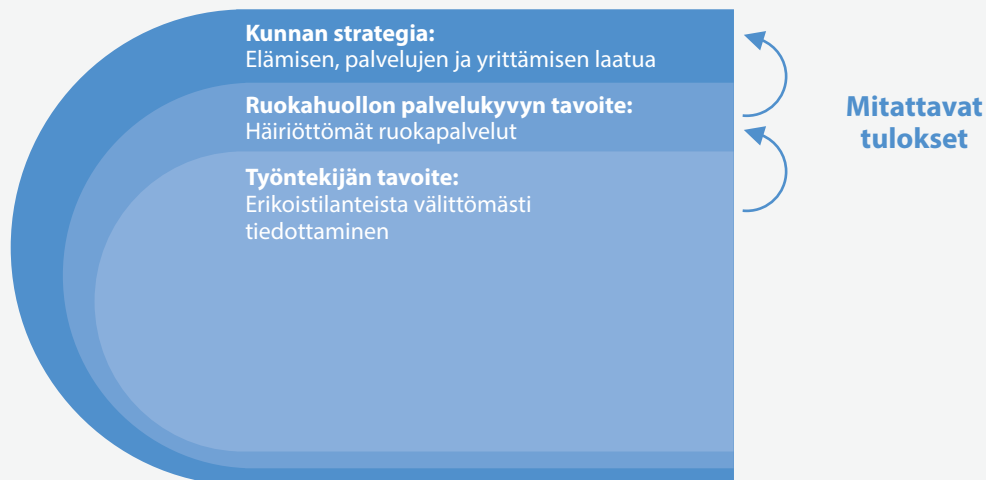 Kunnan strategia:
Elämisen, palvelujen ja yrittämisen laatua
Ruokahuollon palvelukyvyn tavoite:
Häiriöttömät ruokapalvelut
Työntekijän tavoite:
Erikoistilanteista välittömästi
tiedottaminen
Mitattavat
tulokset